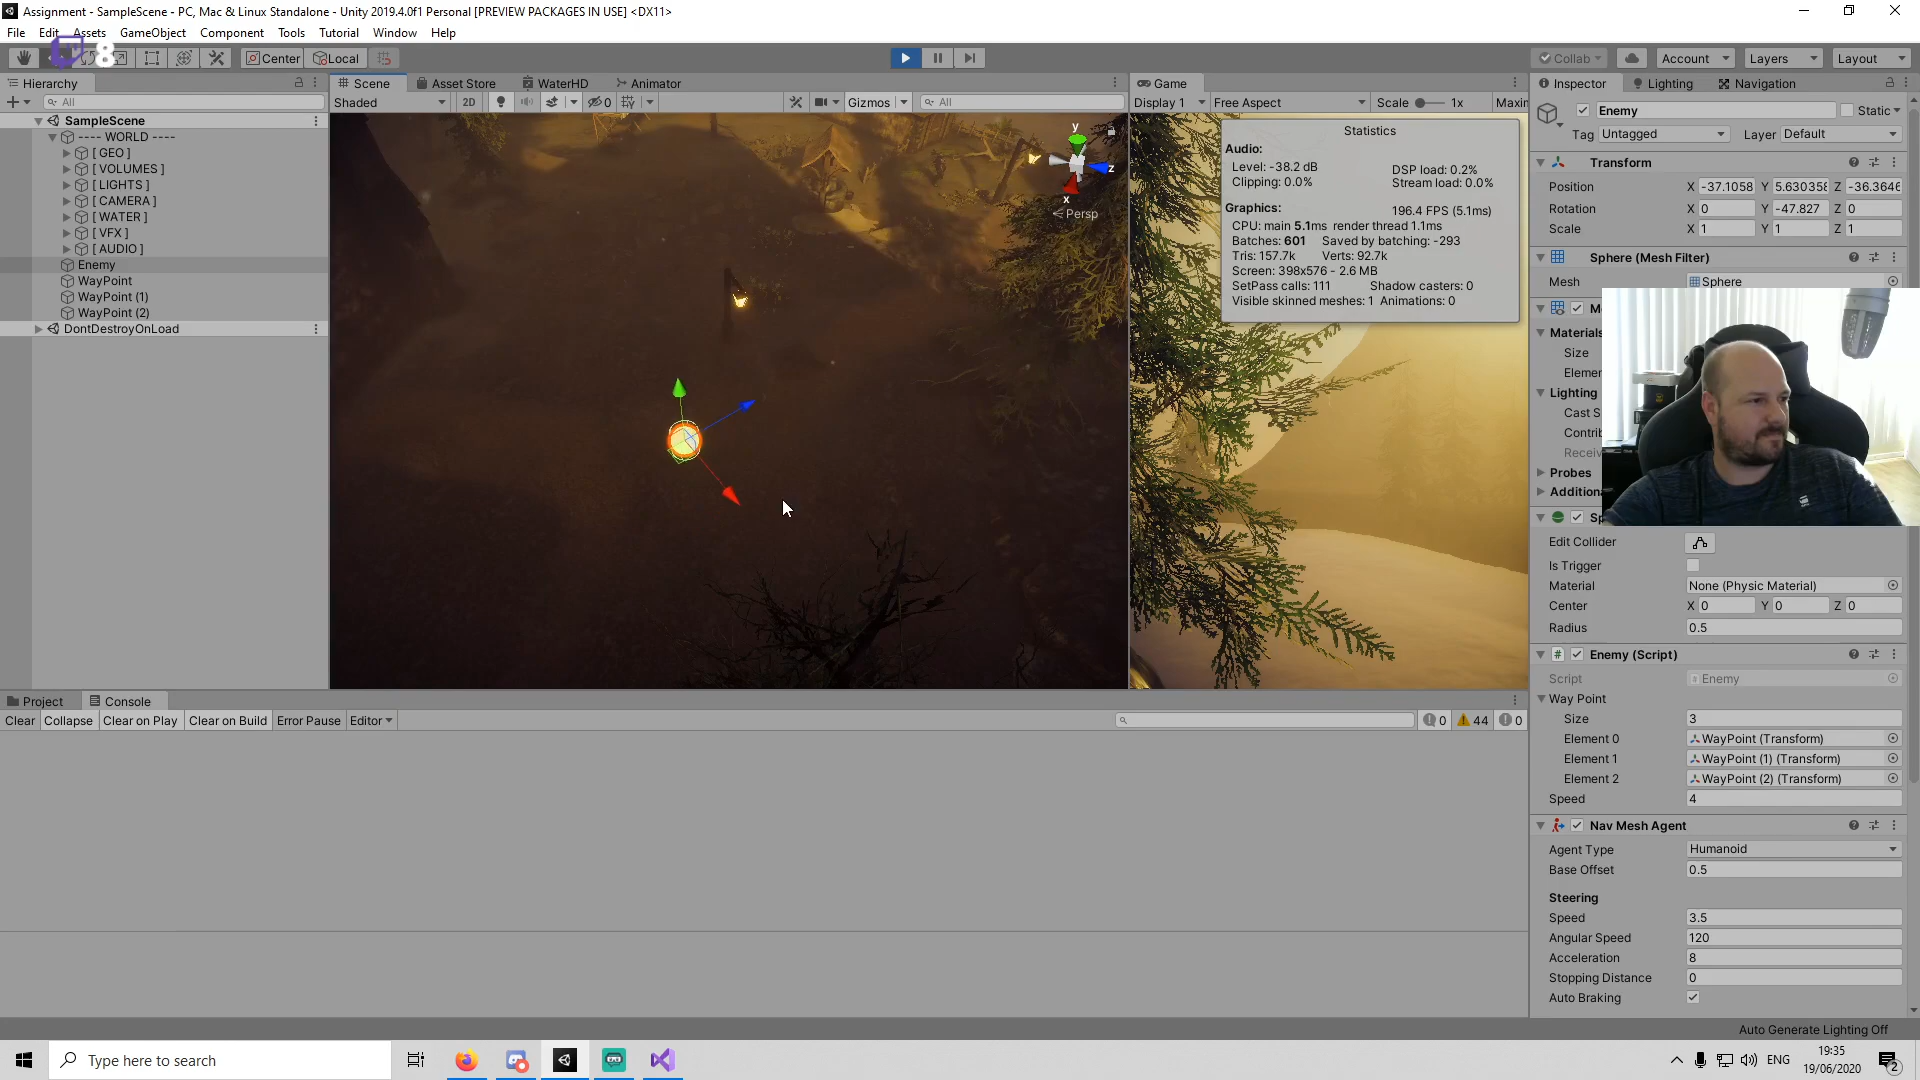 Assignment - SampleScene - PC, Mac & Linux Standalone - Unity 2019.4.0f1 Personal [PREVIEW PACKAGES IN USE] <DX11>
File Edit Assets GameObject Component Tools Tutorial Window Help
8 Center Local Collab Account Layers Layout
Hierarchy
All
SampleScene
---- WORLD ----
[ GEO ]
[ VOLUMES ]
[ LIGHTS ]
[ CAMERA ]
[ WATER ]
[ VFX ]
[ AUDIO ]
Enemy
WayPoint
WayPoint (1)
WayPoint (2)
DontDestroyOnLoad
Scene Asset Store WaterHD Animator
Shaded 2D 0 Gizmos All
y
z
x
Persp
Game
Display 1 Free Aspect Scale 1x Maxin
Statistics
Audio:
Level: -38.2 dB DSP load: 0.2%
Clipping: 0.0% Stream load: 0.0%
Graphics: 196.4 FPS (5.1ms)
CPU: main 5.1ms render thread 1.1ms
Batches: 601 Saved by batching: -293
Tris: 157.7k Verts: 92.7k
Screen: 398x576 - 2.6 MB
SetPass calls: 111 Shadow casters: 0
Visible skinned meshes: 1 Animations: 0
Inspector Lighting Navigation
Enemy Static
Tag Untagged Layer Default
Transform
Position X -37.1058 Y 5.630358 Z -36.3646
Rotation X 0 Y -47.827 Z 0
Scale X 1 Y 1 Z 1
Sphere (Mesh Filter)
Mesh Sphere
Me
Materials
Size
Elemen
Lighting
Cast S
Contrib
Receiv
Probes
Additiona
Sp
Edit Collider
Is Trigger
Material None (Physic Material)
Center X 0 Y 0 Z 0
Radius 0.5
Enemy (Script)
Script Enemy
Way Point
Size 3
Element 0 WayPoint (Transform)
Element 1 WayPoint (1) (Transform)
Element 2 WayPoint (2) (Transform)
Speed 4
Nav Mesh Agent
Agent Type Humanoid
Base Offset 0.5
Steering
Speed 3.5
Angular Speed 120
Acceleration 8
Stopping Distance 0
Auto Braking
Project Console
Clear Collapse Clear on Play Clear on Build Error Pause Editor 0 44 0
Auto Generate Lighting Off
Type here to search
ENG
19:35
19/06/2020
2